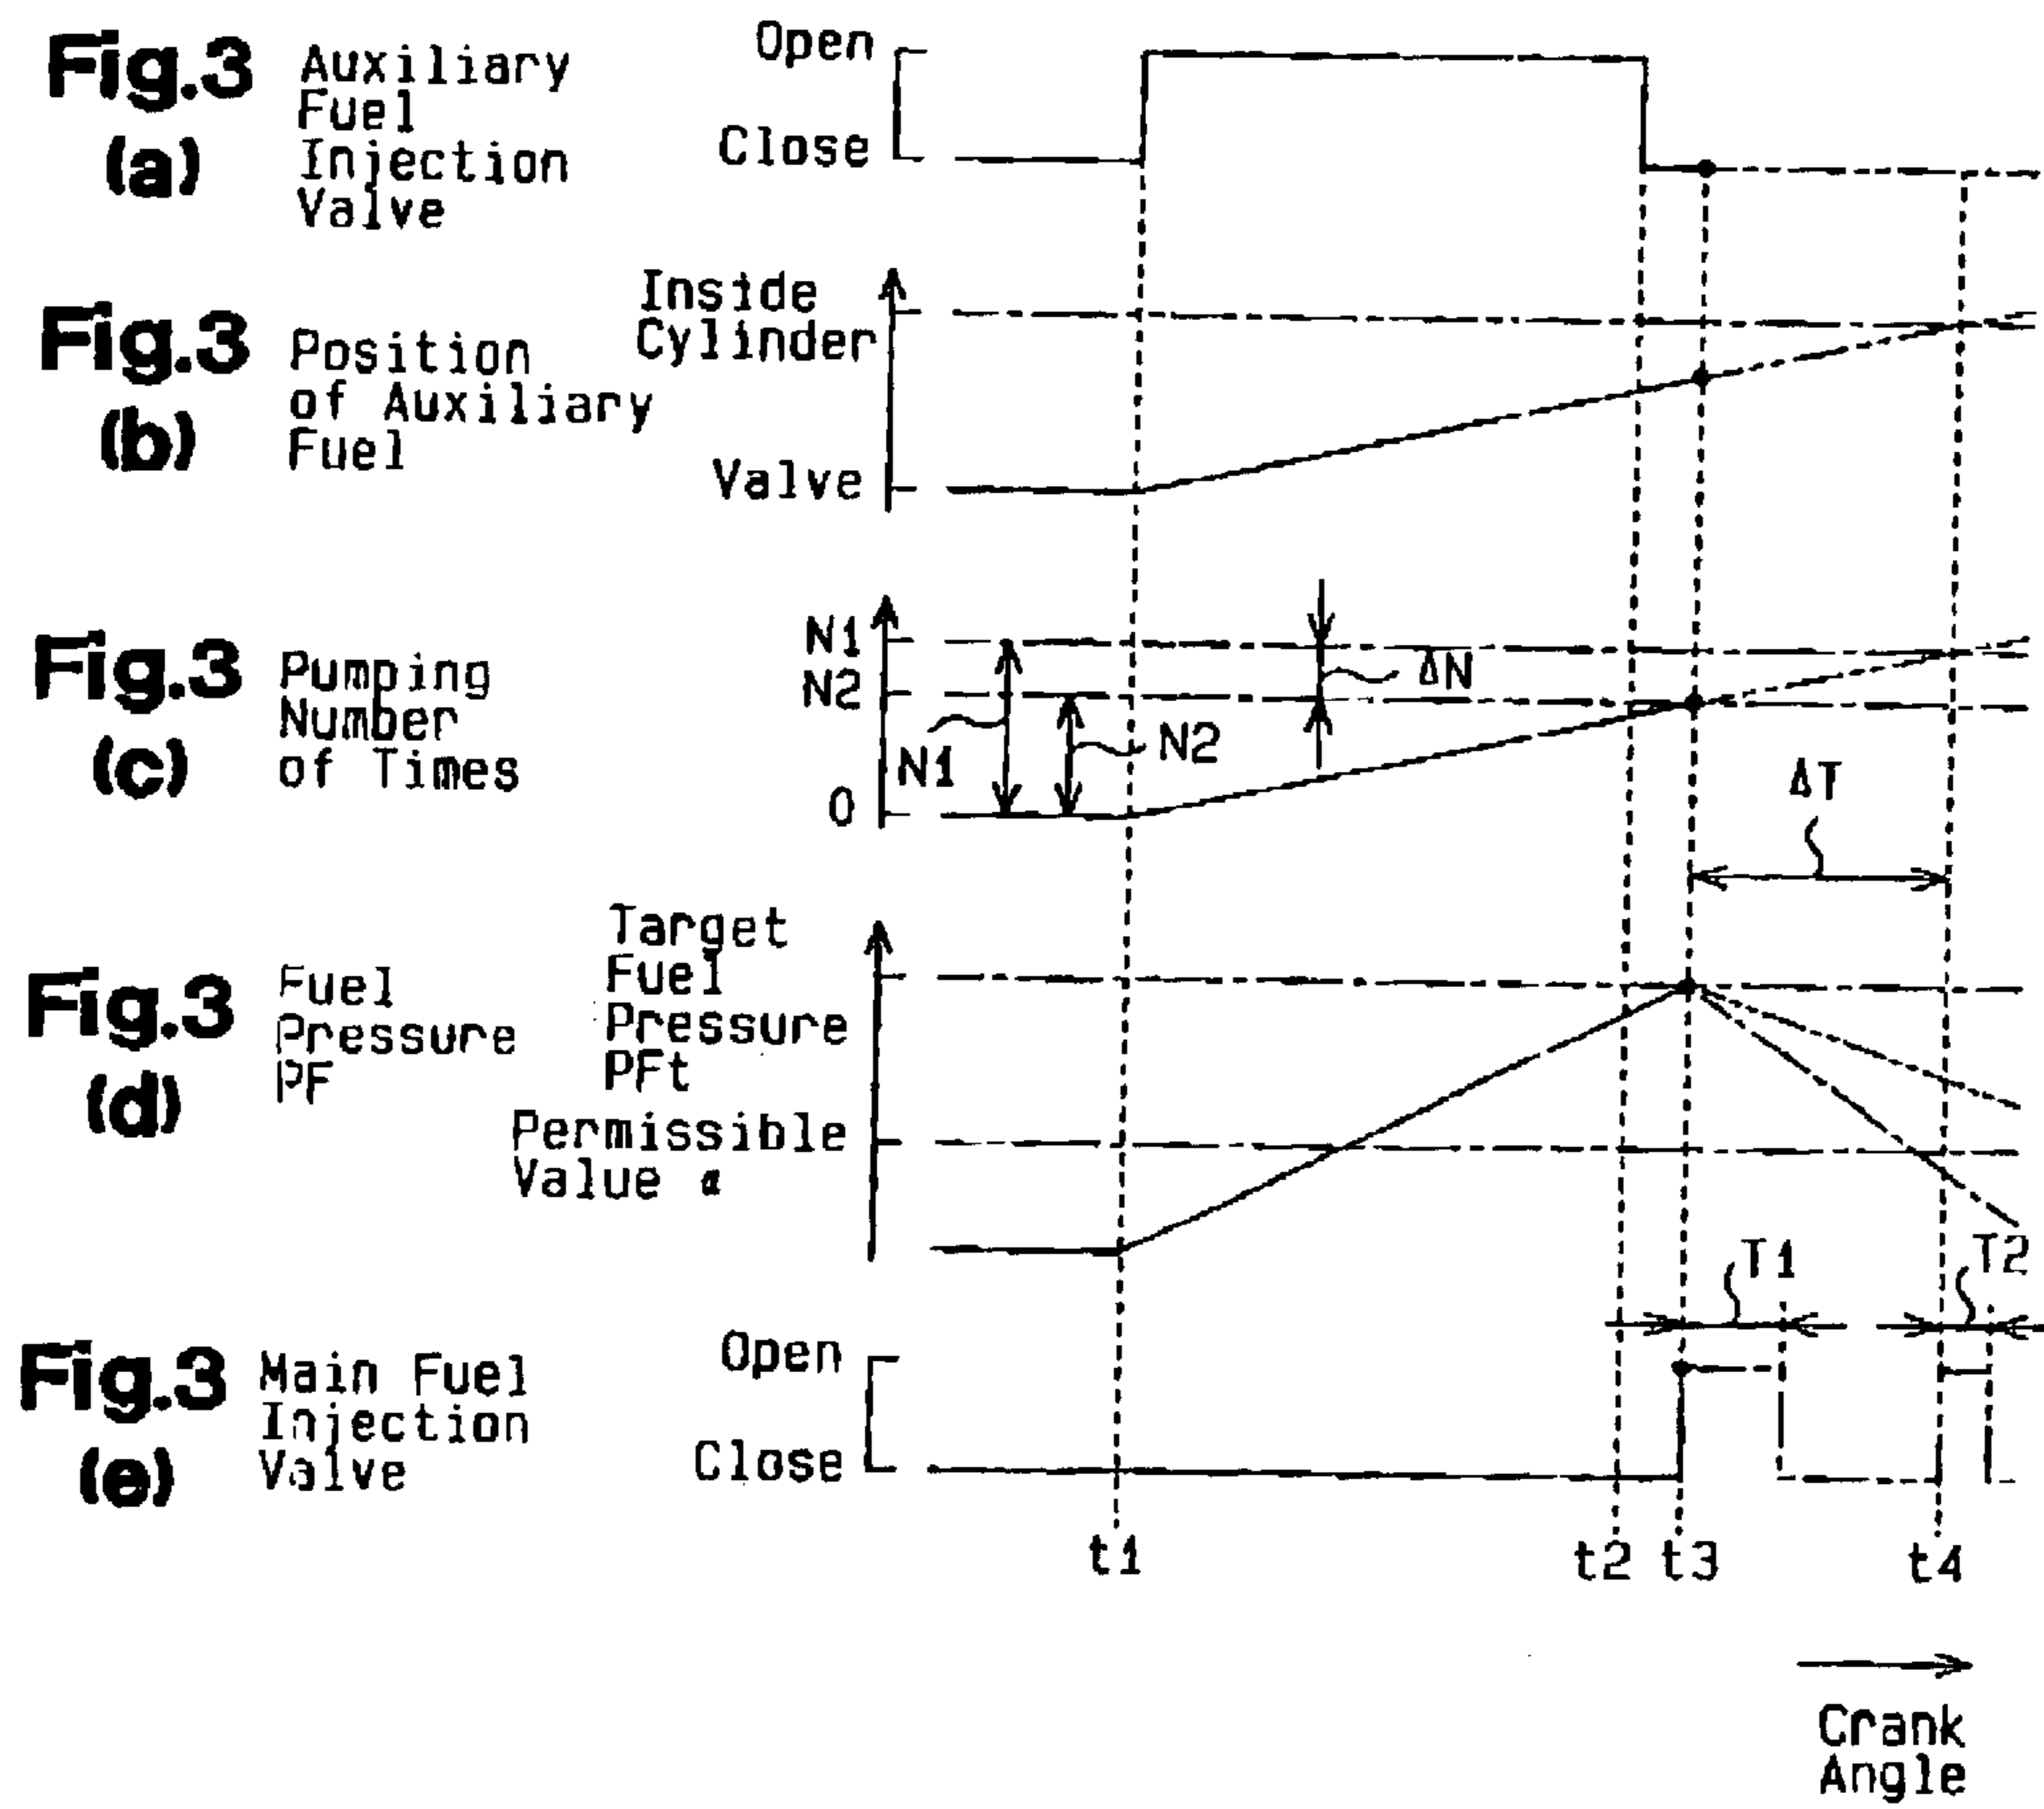 Fig.3
(a)
Auxiliary
Fuel
Injection
Valve
Open
Close
Fig.3
(b)
Position
of Auxiliary
Fuel
Inside
Cylinder
Valve
Fig.3
(c)
Pumping
Number
of Times
N1
N2
0
N1
N2
ΔN
ΔT
Fig.3
(d)
Fuel
Pressure
PF
Target
Fuel
Pressure
PFt
Permissible
Value α
T1
T2
Fig.3
(e)
Main Fuel
Injection
Valve
Open
Close
t1
t2
t3
t4
Crank
Angle